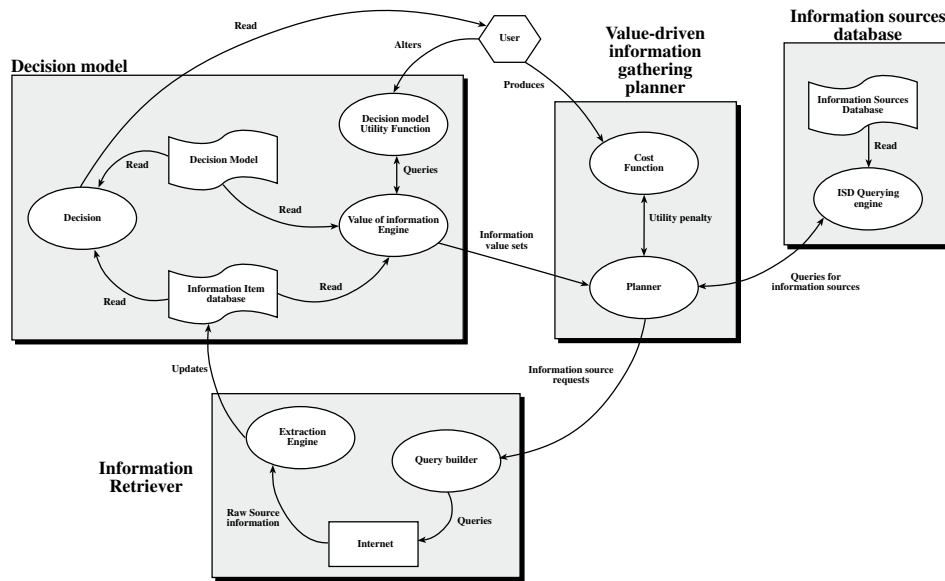 Read
User
Alters
Produces
Decision model
Decision model
Utility Function
Queries
Decision Model
Read
Read
Decision
Value of information
Engine
Information Item
database
Read
Read
Value-driven
information
gathering
planner
Cost
Function
Utility penalty
Planner
Information
value sets
Information sources
database
Information Sources
Database
Read
ISD Querying
engine
Queries for
information sources
Information source
requests
Updates
Information
Retriever
Extraction
Engine
Query builder
Raw Source
information
Queries
Internet